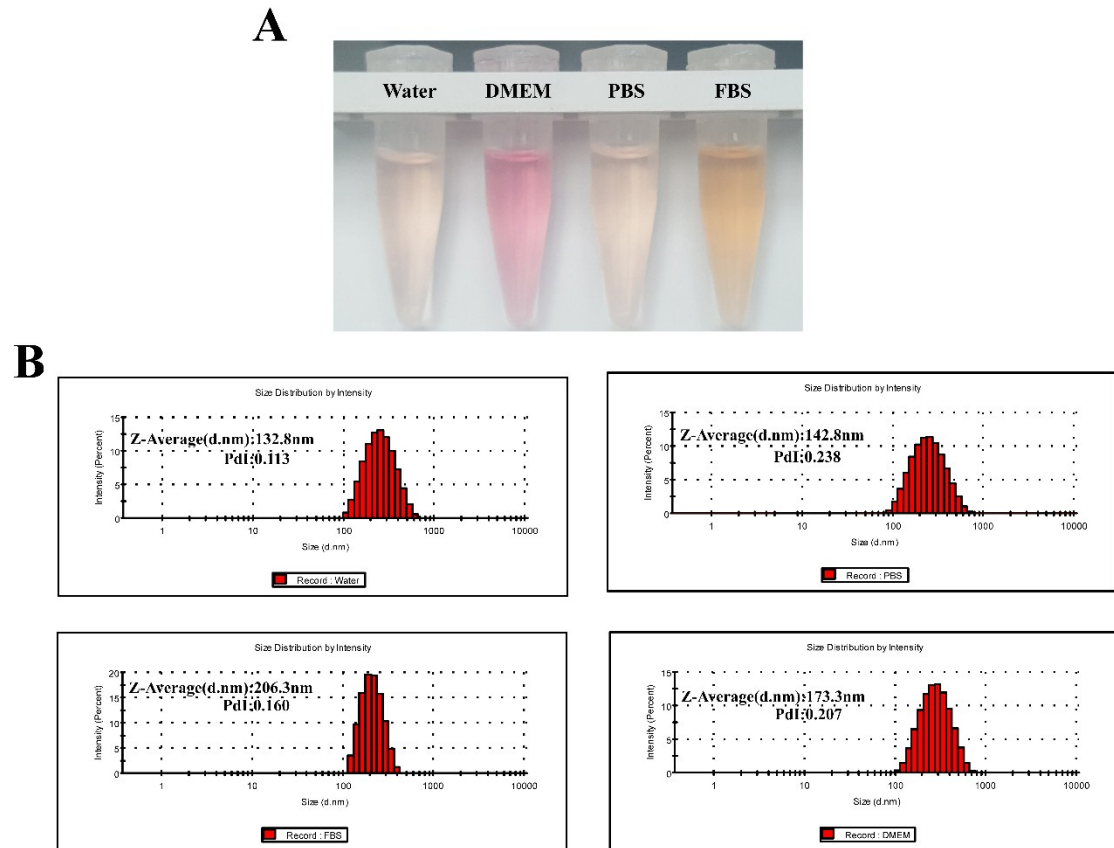 A
Water DMEM PBS FBS
B
Size Distribution by Intensity
15
10
5
0
Intensity (Percent)
Z-Average(d.nm):132.8nm
PdI:0.113
1 10 100 1000 10000
Size (d.nm)
Record : Water
Size Distribution by Intensity
15
10
5
0
Intensity (Percent)
Z-Average(d.nm):142.8nm
PdI:0.238
1 10 100 1000 10000
Size (d.nm)
Record : PBS
Size Distribution by Intensity
20
15
10
5
0
Intensity (Percent)
Z-Average(d.nm):206.3nm
PdI:0.160
1 10 100 1000 10000
Size (d.nm)
Record : FBS
Size Distribution by Intensity
15
10
5
0
Intensity (Percent)
Z-Average(d.nm):173.3nm
PdI:0.207
1 10 100 1000 10000
Size (d.nm)
Record : DMEM